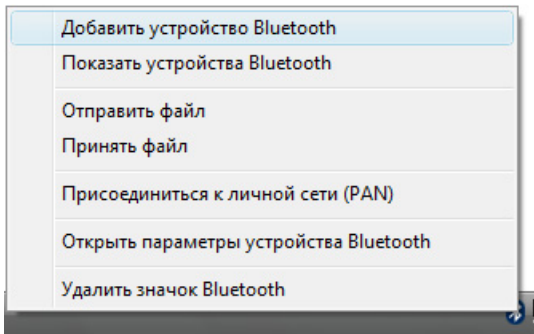 Добавить устройство Bluetooth
Показать устройства Bluetooth
Отправить файл
Принять файл
Присоединиться к личной сети (PAN)
Открыть параметры устройства Bluetooth
Удалить значок Bluetooth